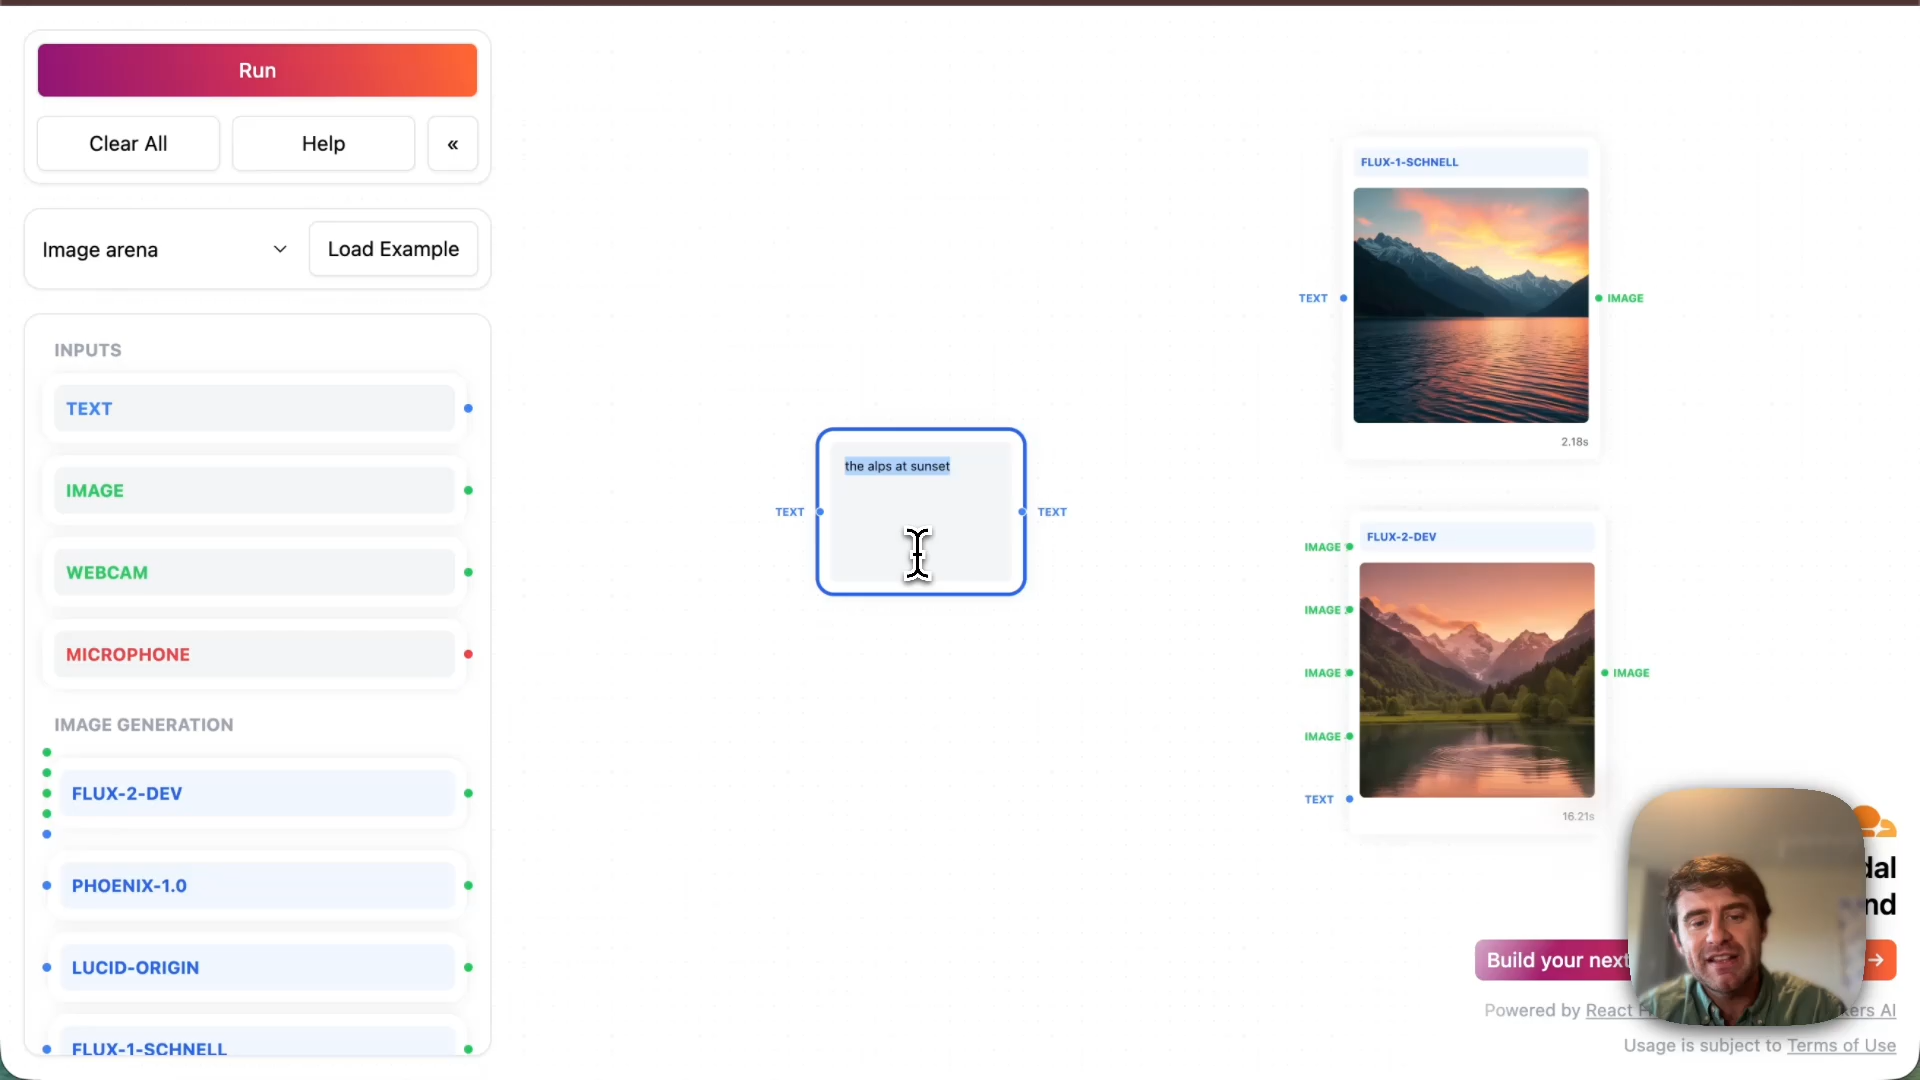 Run
Clear All
Help
«
Image arena
Load Example
INPUTS
TEXT
IMAGE
WEBCAM
MICROPHONE
IMAGE GENERATION
FLUX-2-DEV
PHOENIX-1.0
LUCID-ORIGIN
FLUX-1-SCHNELL
TEXT
the alps at sunset
TEXT
FLUX-1-SCHNELL
TEXT
IMAGE
2.18s
FLUX-2-DEV
IMAGE
IMAGE
IMAGE
IMAGE
TEXT
IMAGE
16.21s
Build your next
Powered by React
AI
Usage is subject to Terms of Use